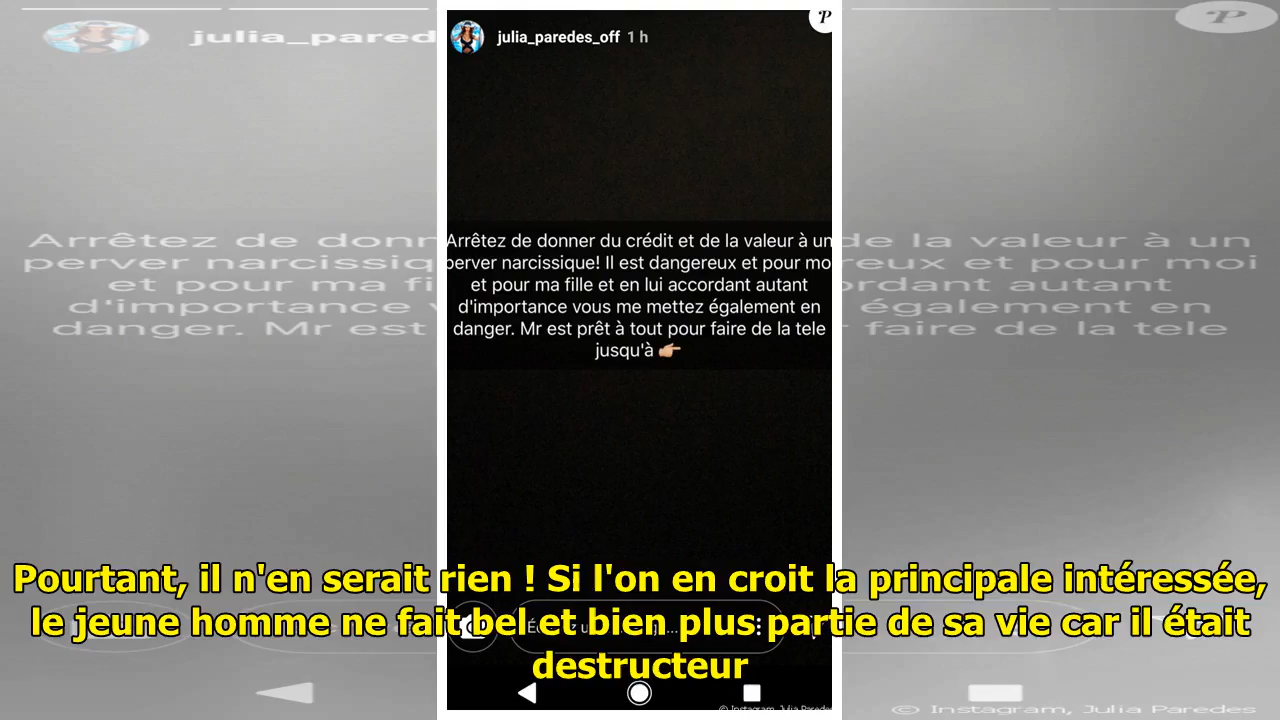 julia_paredes_off 1 h
P
julia_pared
P
Arrêtez de donner du crédit et de la valeur à un
perver narcissique! Il est dangereux et pour moi
et pour ma fille et en lui accordant autant
d'importance vous me mettez également en
danger. Mr est prêt à tout pour faire de la tele
jusqu'à 👉🏼
Pourtant, il n'en serait rien ! Si l'on en croit la principale intéressée,
le jeune homme ne fait bel et bien plus partie de sa vie car il était
destructeur
© Instagram, Julia Paredes
© Instagram, Julia Paredes